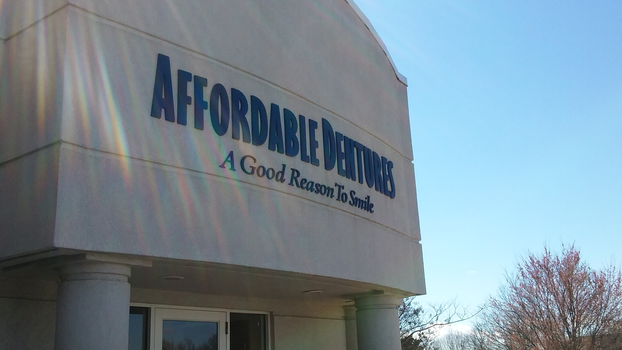 AFFORDABLE DENTURES
A Good Reason To Smile